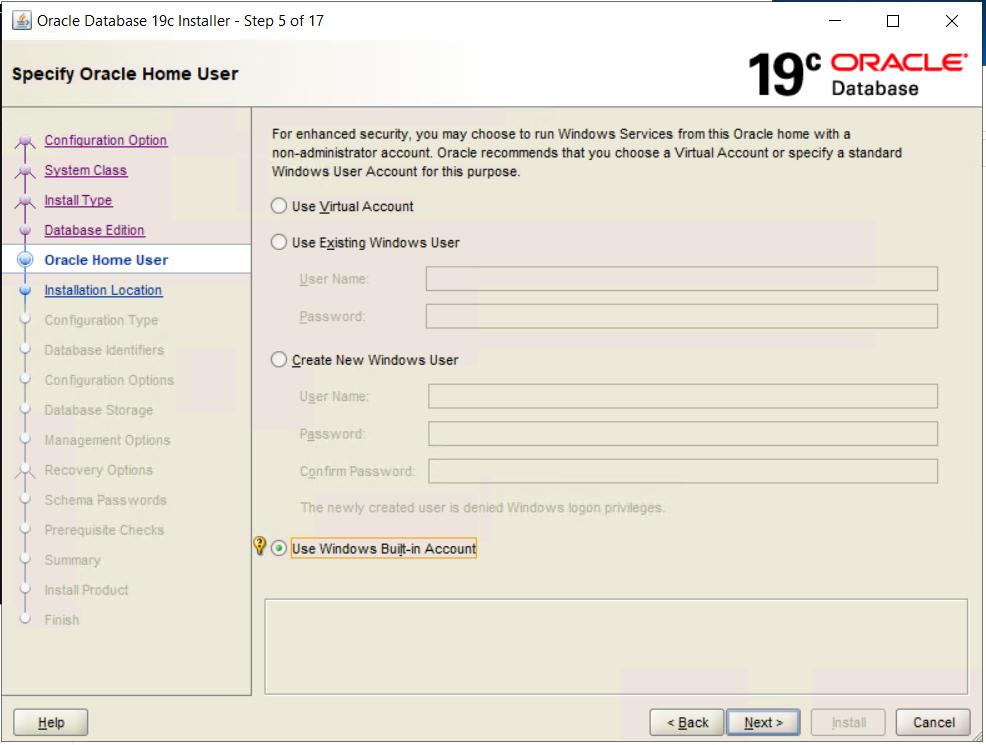 Oracle Database 19c Installer - Step 5 of 17
Specify Oracle Home User
19c ORACLE
Database
Configuration Option
System Class
Install Type
Database Edition
Oracle Home User
Installation Location
Configuration Type
Database Identifiers
Configuration Options
Database Storage
Management Options
Recovery Options
Schema Passwords
Prerequisite Checks
Summary
Install Product
Finish
For enhanced security, you may choose to run Windows Services from this Oracle home with a
non-administrator account. Oracle recommends that you choose a Virtual Account or specify a standard
Windows User Account for this purpose.
Use Virtual Account
Use Existing Windows User
User Name:
Password:
Create New Windows User
User Name:
Password:
Confirm Password:
The newly created user is denied Windows logon privileges.
Use Windows Built-in Account
Help
< Back
Next >
Install
Cancel